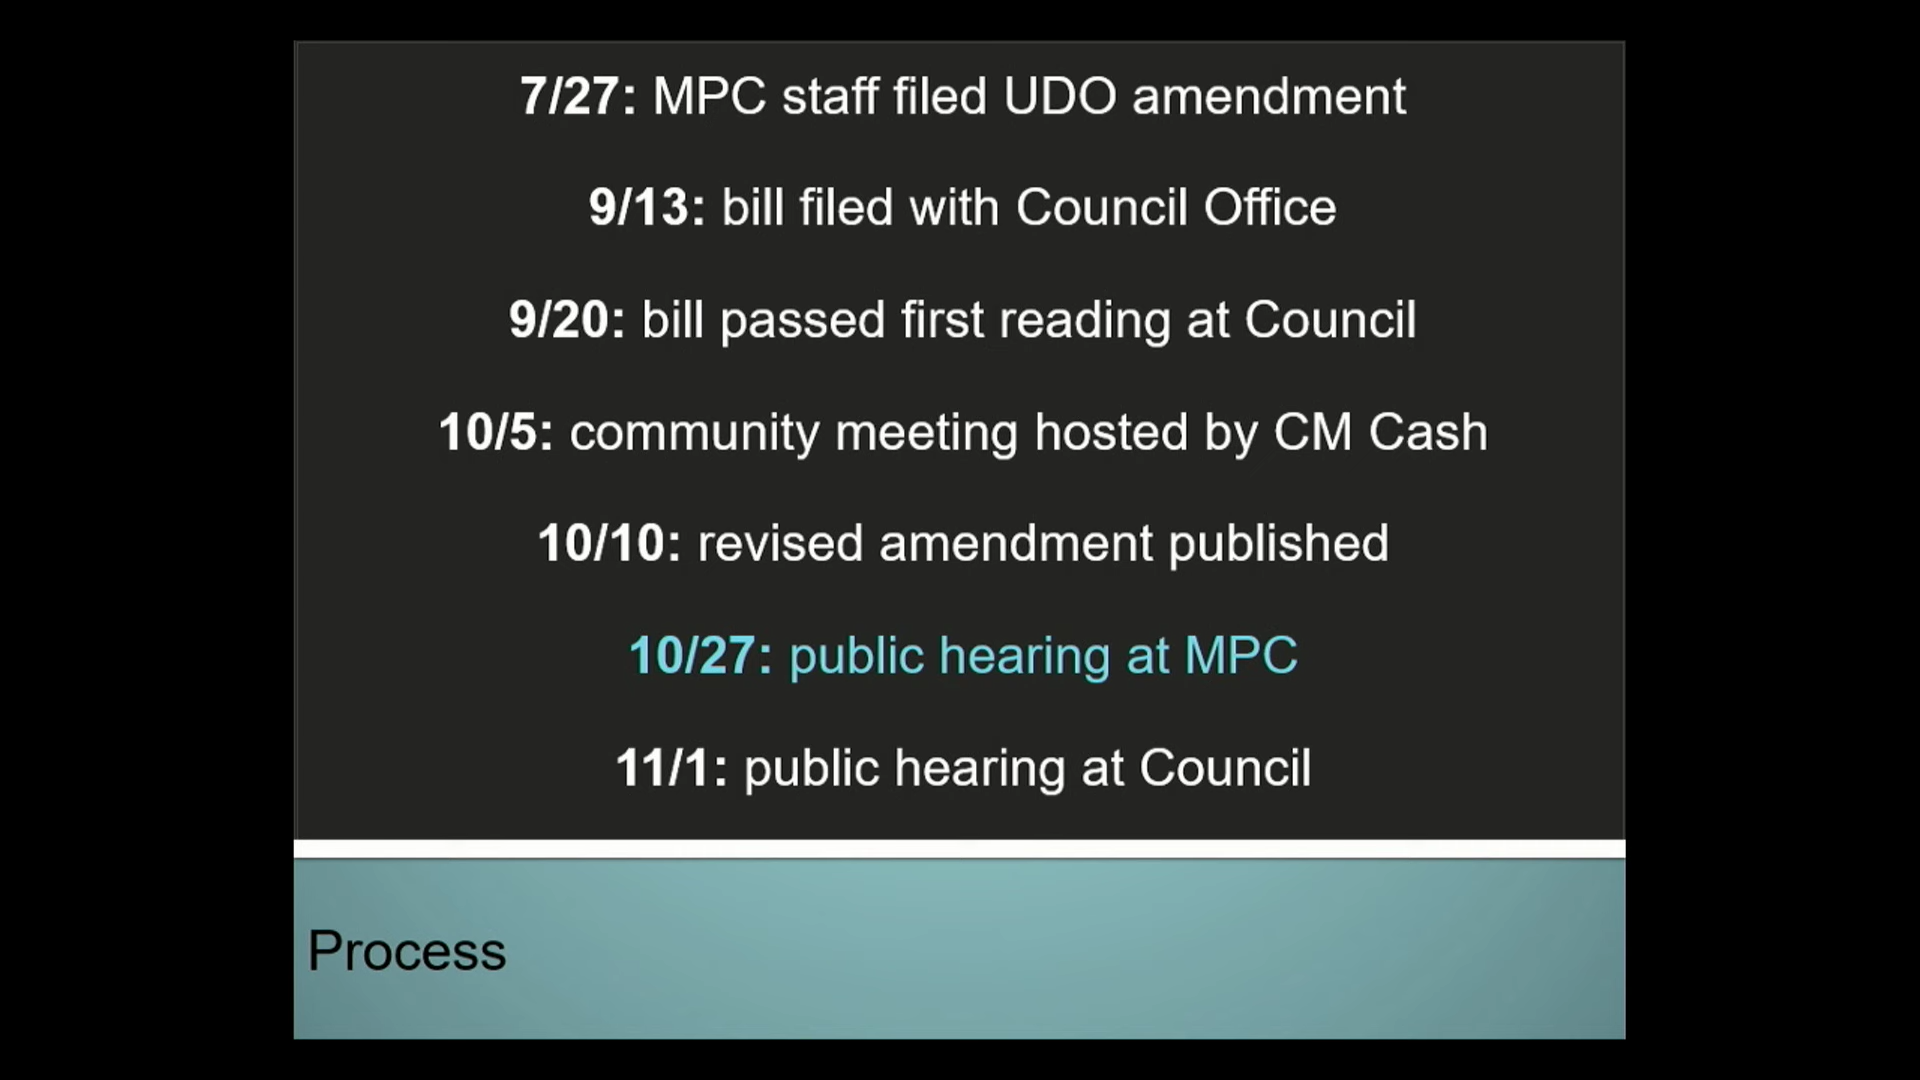 7/27: MPC staff filed UDO amendment
9/13: bill filed with Council Office
9/20: bill passed first reading at Council
10/5: community meeting hosted by CM Cash
10/10: revised amendment published
10/27: public hearing at MPC
11/1: public hearing at Council
Process